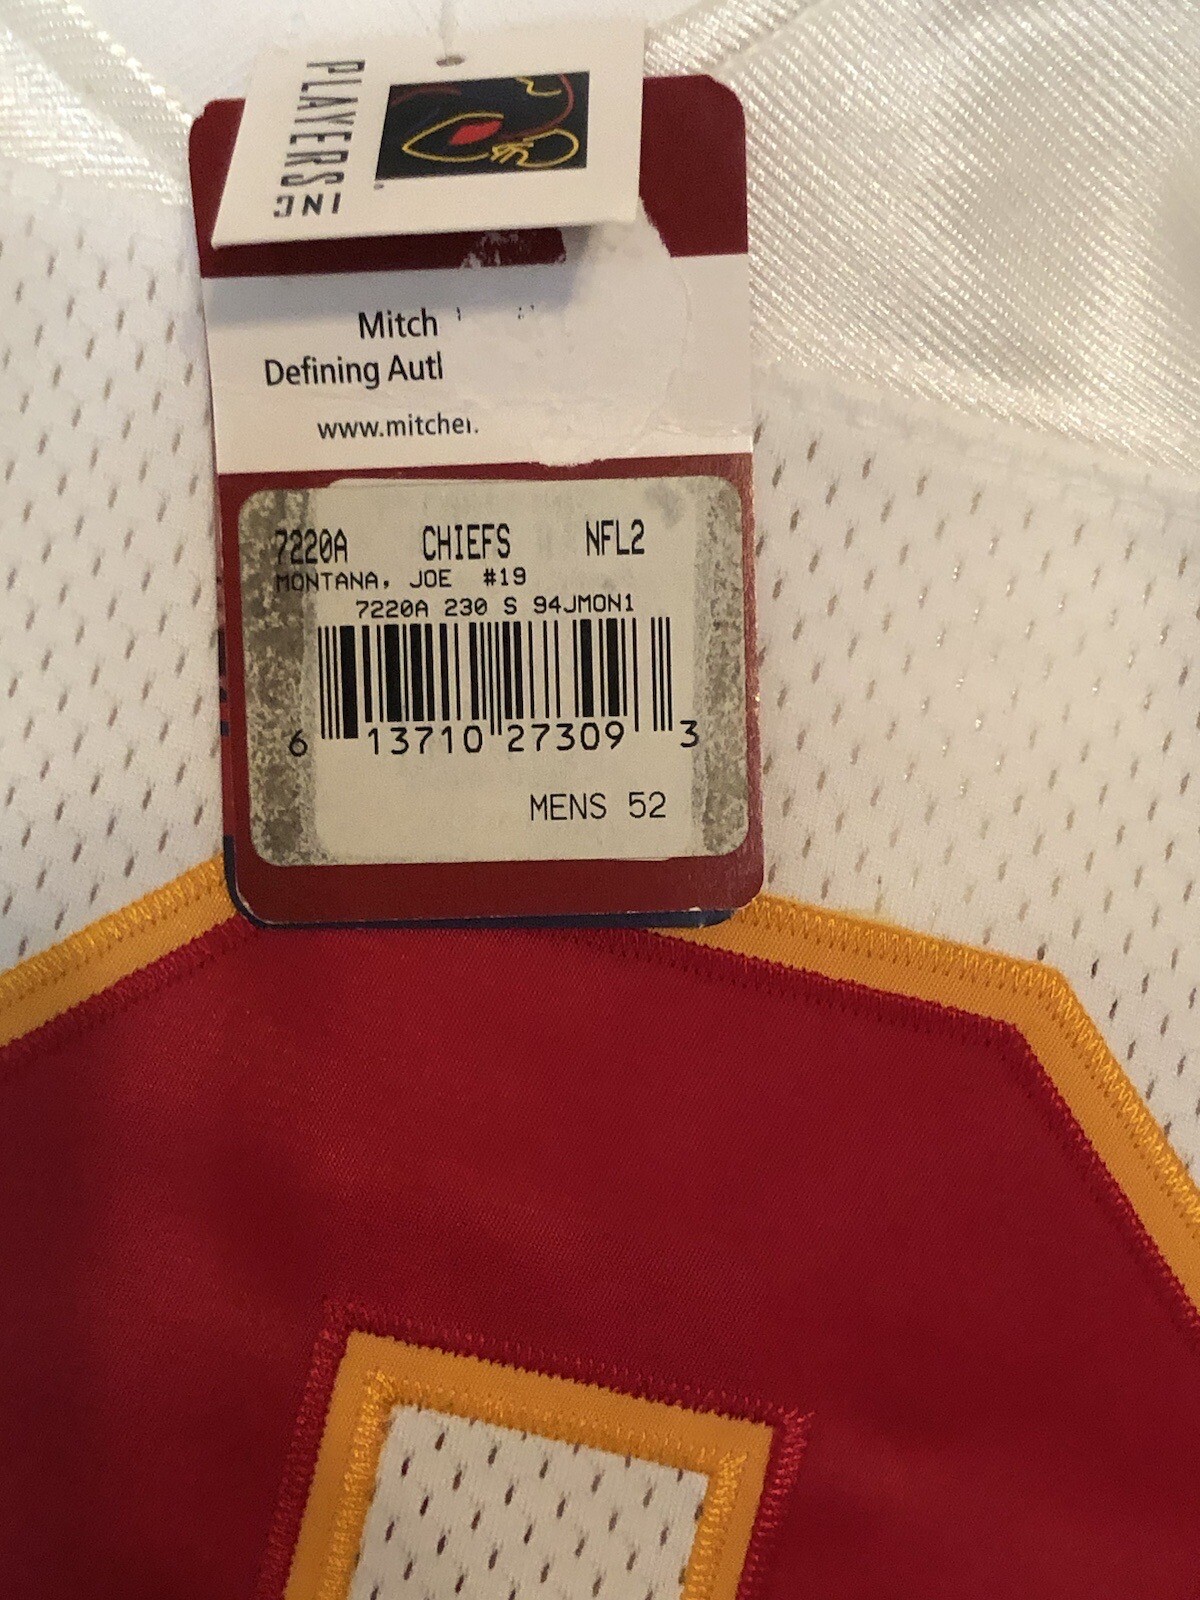 PLAYERS
INC
Mitch
Defining Auth
www.mitche
7220A CHIEFS NFL2
MONTANA, JOE #19
7220A 230 S 94JMON1
6 13710 27309 3
MENS 52